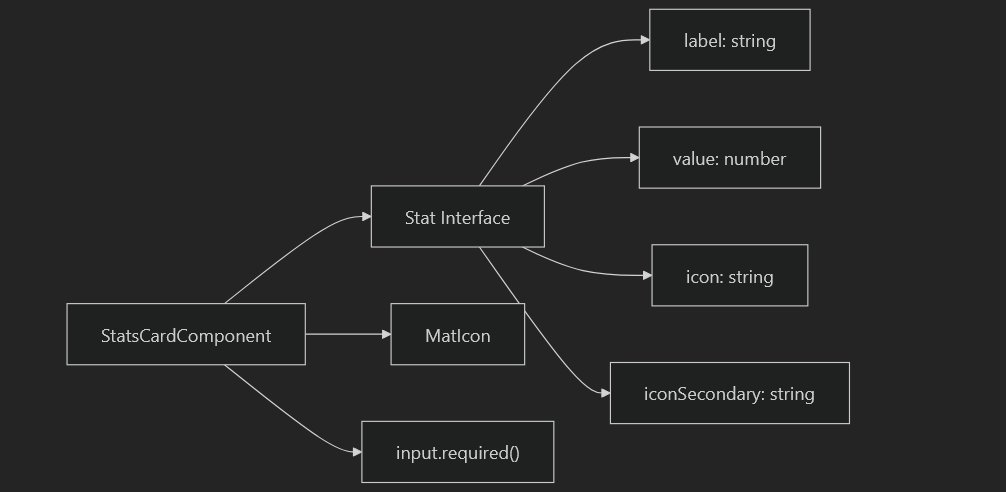 label: string
value: number
Stat Interface
icon: string
StatsCardComponent
MatIcon
iconSecondary: string
input.required()